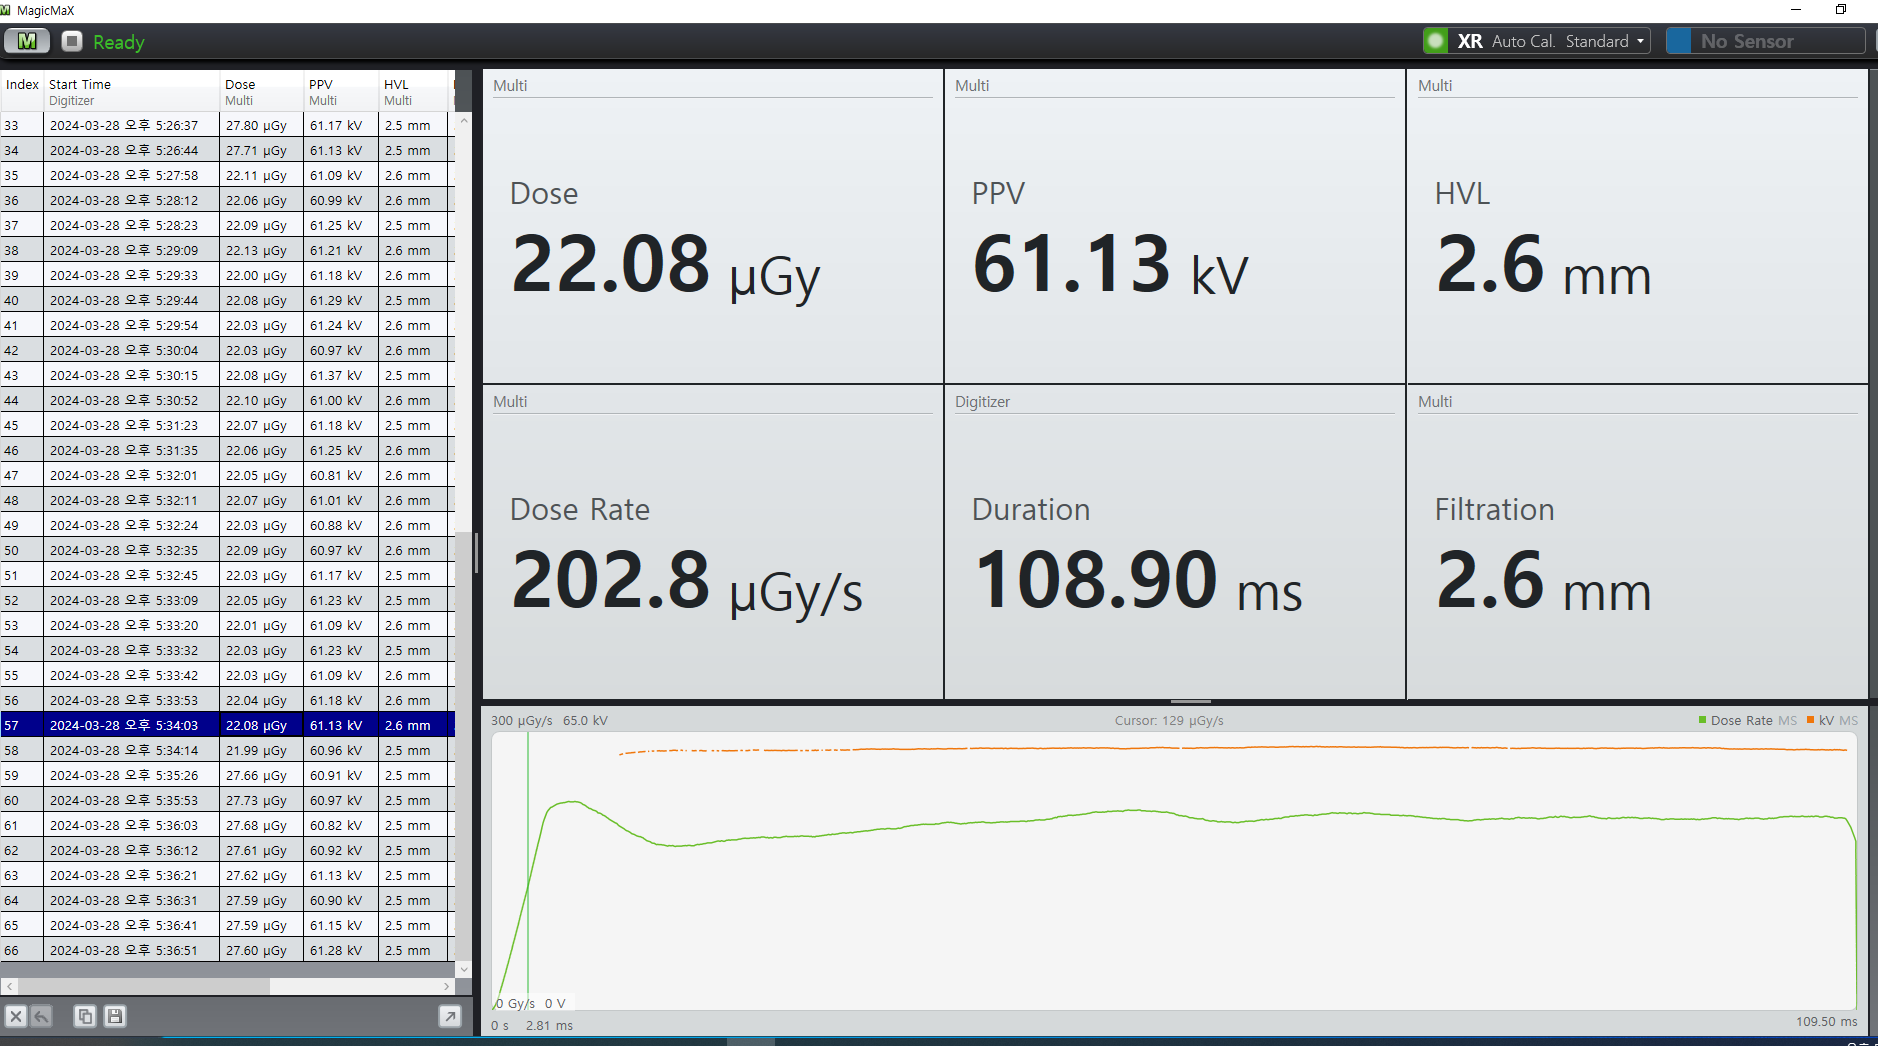 MagicMaX
M Ready XR Auto Cal. Standard No Sensor
Index Start Time Dose PPV HVL
Digitizer Multi Multi Multi
33 2024-03-28 오후 5:26:37 27.80 µGy 61.17 kV 2.5 mm
34 2024-03-28 오후 5:26:44 27.71 µGy 61.13 kV 2.5 mm
35 2024-03-28 오후 5:27:58 22.11 µGy 61.09 kV 2.6 mm
36 2024-03-28 오후 5:28:12 22.06 µGy 60.99 kV 2.6 mm
37 2024-03-28 오후 5:28:23 22.09 µGy 61.25 kV 2.5 mm
38 2024-03-28 오후 5:29:09 22.13 µGy 61.21 kV 2.6 mm
39 2024-03-28 오후 5:29:33 22.00 µGy 61.18 kV 2.6 mm
40 2024-03-28 오후 5:29:44 22.08 µGy 61.29 kV 2.5 mm
41 2024-03-28 오후 5:29:54 22.03 µGy 61.24 kV 2.6 mm
42 2024-03-28 오후 5:30:04 22.03 µGy 60.97 kV 2.6 mm
43 2024-03-28 오후 5:30:15 22.08 µGy 61.37 kV 2.5 mm
44 2024-03-28 오후 5:30:52 22.10 µGy 61.00 kV 2.6 mm
45 2024-03-28 오후 5:31:23 22.07 µGy 61.18 kV 2.5 mm
46 2024-03-28 오후 5:31:35 22.06 µGy 61.25 kV 2.6 mm
47 2024-03-28 오후 5:32:01 22.05 µGy 60.81 kV 2.6 mm
48 2024-03-28 오후 5:32:11 22.07 µGy 61.01 kV 2.6 mm
49 2024-03-28 오후 5:32:24 22.03 µGy 60.88 kV 2.6 mm
50 2024-03-28 오후 5:32:35 22.09 µGy 60.97 kV 2.6 mm
51 2024-03-28 오후 5:32:45 22.03 µGy 61.17 kV 2.5 mm
52 2024-03-28 오후 5:33:09 22.05 µGy 61.23 kV 2.5 mm
53 2024-03-28 오후 5:33:20 22.01 µGy 61.09 kV 2.6 mm
54 2024-03-28 오후 5:33:32 22.03 µGy 61.23 kV 2.5 mm
55 2024-03-28 오후 5:33:42 22.03 µGy 61.09 kV 2.6 mm
56 2024-03-28 오후 5:33:53 22.04 µGy 61.18 kV 2.6 mm
57 2024-03-28 오후 5:34:03 22.08 µGy 61.13 kV 2.6 mm
58 2024-03-28 오후 5:34:14 21.99 µGy 60.96 kV 2.5 mm
59 2024-03-28 오후 5:35:26 27.66 µGy 60.91 kV 2.5 mm
60 2024-03-28 오후 5:35:53 27.73 µGy 60.97 kV 2.5 mm
61 2024-03-28 오후 5:36:03 27.68 µGy 60.82 kV 2.5 mm
62 2024-03-28 오후 5:36:12 27.61 µGy 60.92 kV 2.5 mm
63 2024-03-28 오후 5:36:21 27.62 µGy 61.13 kV 2.5 mm
64 2024-03-28 오후 5:36:31 27.59 µGy 60.90 kV 2.5 mm
65 2024-03-28 오후 5:36:41 27.59 µGy 61.15 kV 2.5 mm
66 2024-03-28 오후 5:36:51 27.60 µGy 61.28 kV 2.5 mm
Multi
Dose
22.08 µGy
Multi
PPV
61.13 kV
Multi
HVL
2.6 mm
Multi
Dose Rate
202.8 µGy/s
Digitizer
Duration
108.90 ms
Multi
Filtration
2.6 mm
300 µGy/s 65.0 kV Cursor: 129 µGy/s Dose Rate MS kV MS
0 Gy/s 0 V
0 s 2.81 ms 109.50 ms